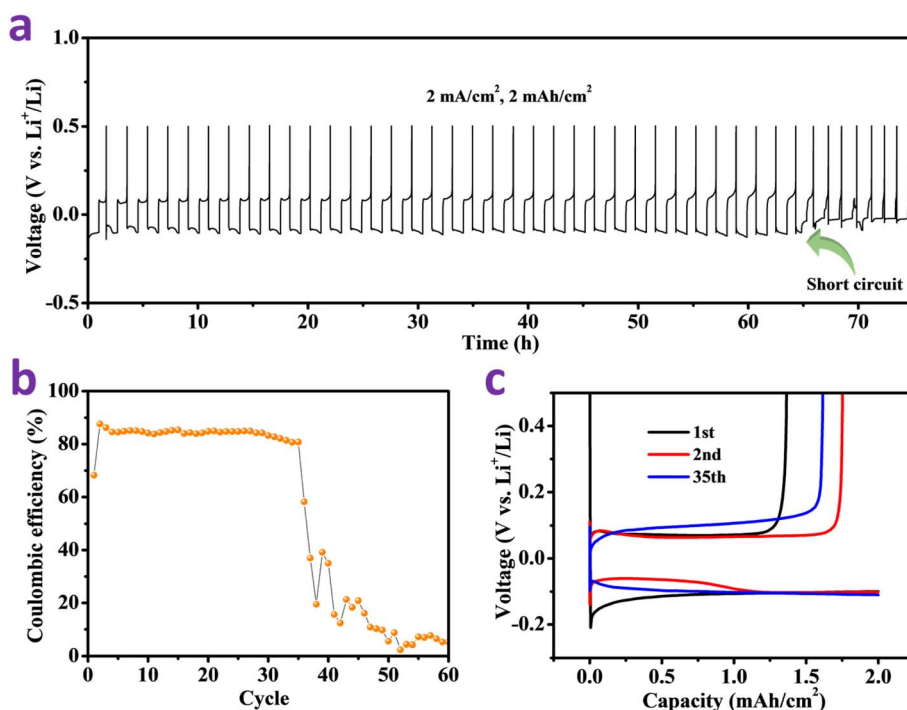 a
1.0
0.5
0.0
-0.5
Voltage (V vs. Li⁺/Li)
2 mA/cm², 2 mAh/cm²
Short circuit
0 10 20 30 40 50 60 70
Time (h)
b
100
80
60
40
20
0
Coulombic efficiency (%)
0 10 20 30 40 50 60
Cycle
c
0.4
0.2
0.0
-0.2
Voltage (V vs. Li⁺/Li)
1st
2nd
35th
0.0 0.5 1.0 1.5 2.0
Capacity (mAh/cm²)